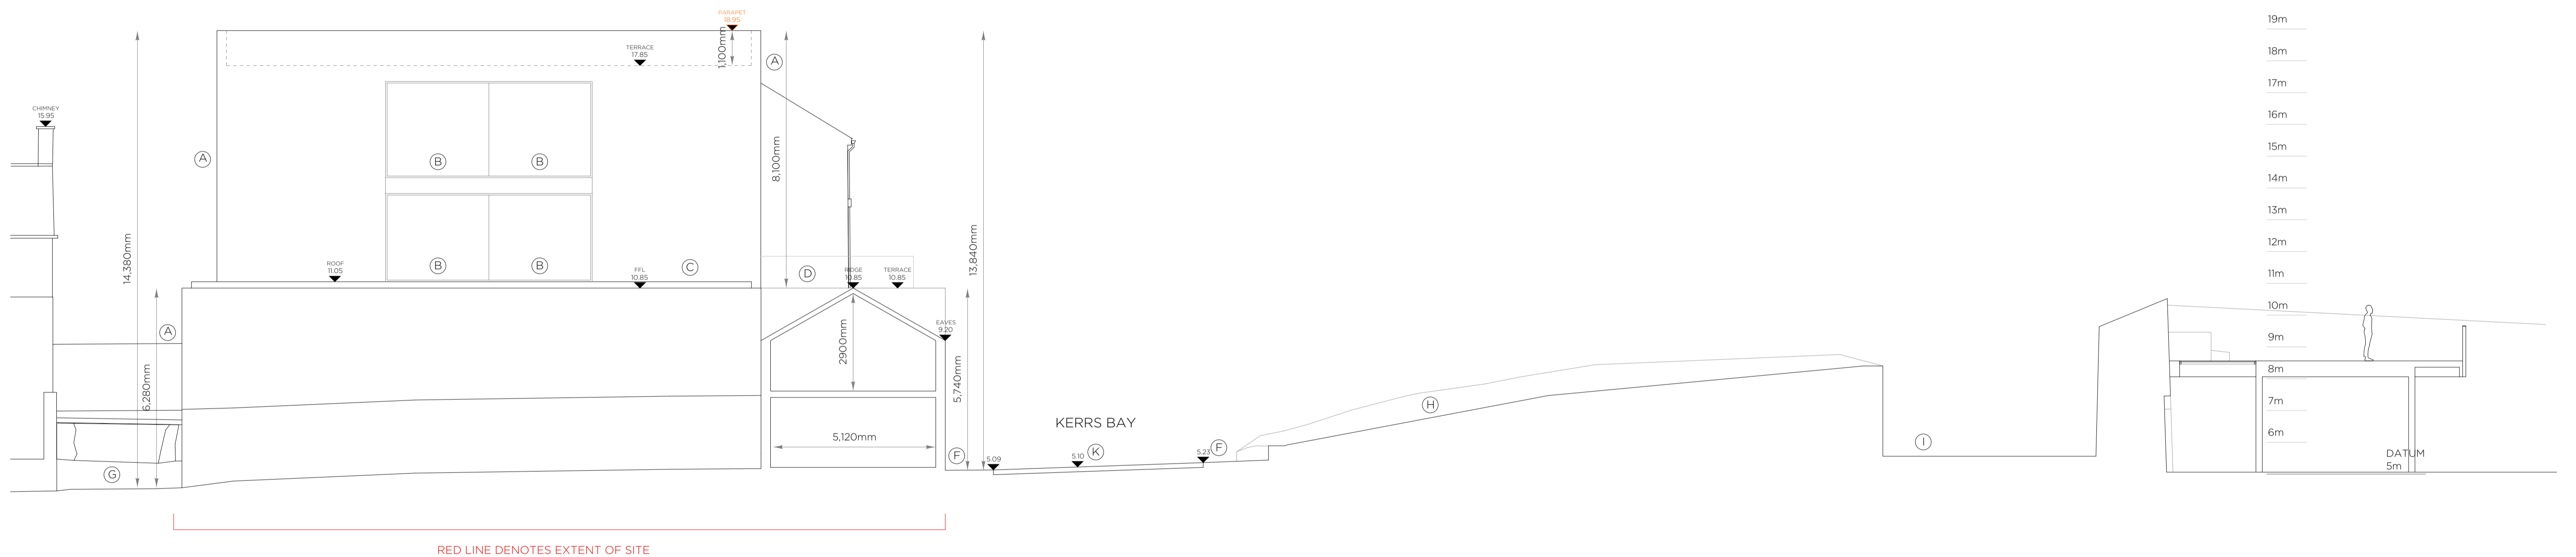 PARAPET
18.95
TERRACE
17.85
1,100mm
A
CHIMNEY
15.95
A
B
B
8,100mm
14,380mm
13,840mm
ROOF
11.05
B
B
FFL
10.85
C
D
RIDGE
10.85
TERRACE
10.85
A
2900mm
EAVES
9.20
6,280mm
5,740mm
5,120mm
G
F
KERRS BAY
5.09
5.10
K
5.23
F
H
I
19m
18m
17m
16m
15m
14m
13m
12m
11m
10m
9m
8m
7m
6m
DATUM
5m
RED LINE DENOTES EXTENT OF SITE